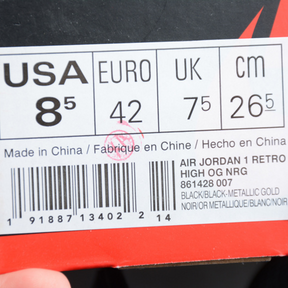 USA EURO UK cm
8⁵ 42 7⁵ 26⁵
Made in China / Fabrique en Chine / Hecho en China
AIR JORDAN 1 RETRO
HIGH OG NRG
861428 007
BLACK/BLACK-METALLIC GOLD
NOIR/OR METALLIQUE/BLANC/NOIR
1 91887 13402 2 14